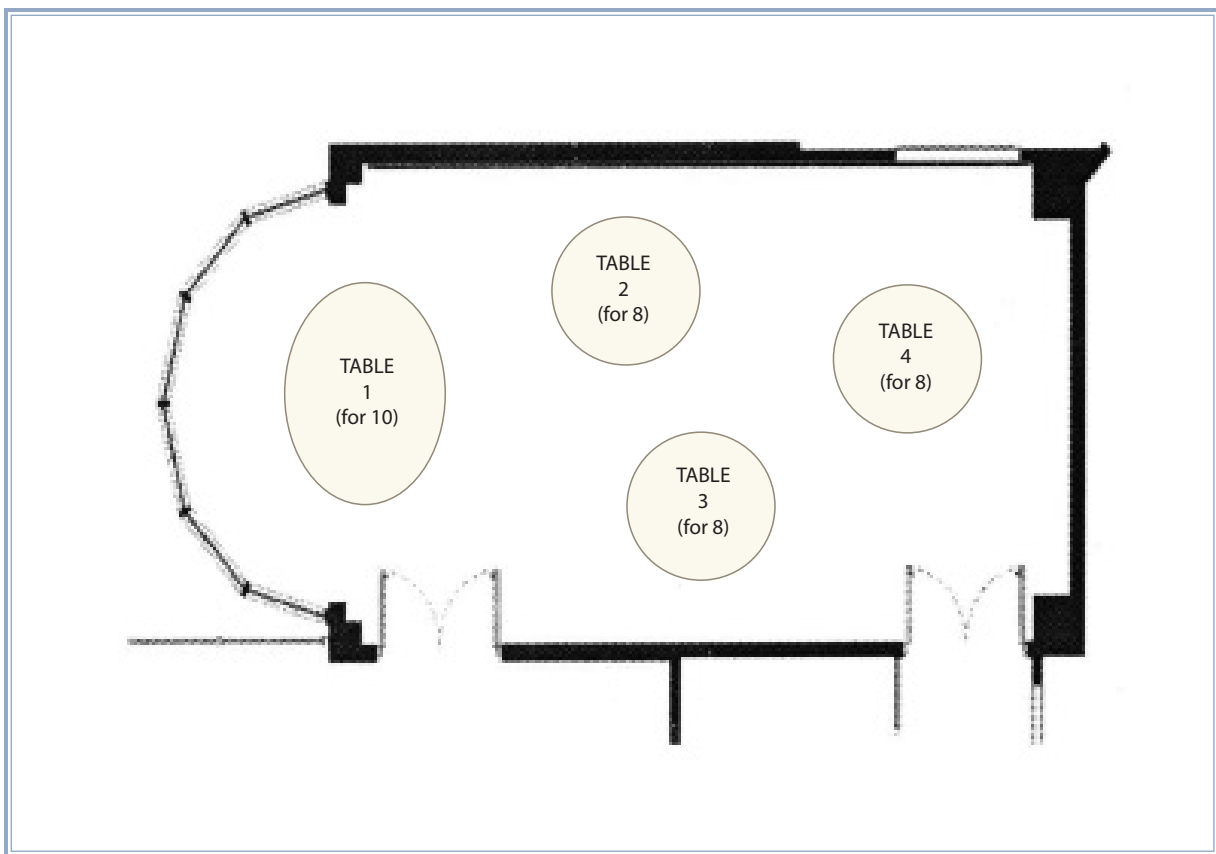 TABLE
1
(for 10)
TABLE
2
(for 8)
TABLE
3
(for 8)
TABLE
4
(for 8)